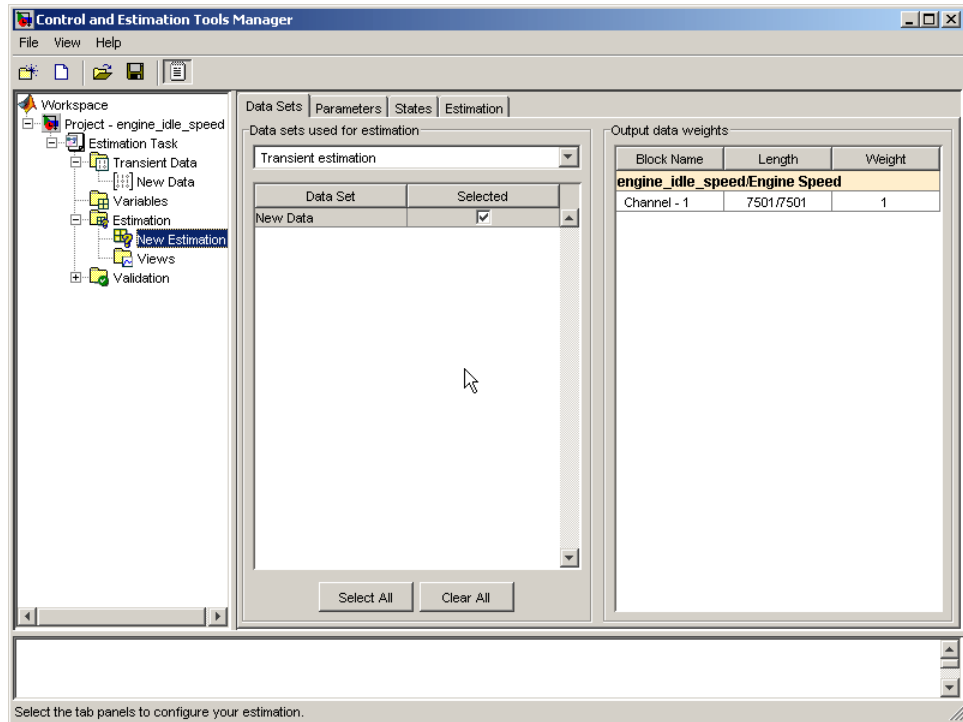 Control and Estimation Tools Manager
File View Help
Workspace
Project - engine_idle_speed
Estimation Task
Transient Data
New Data
Variables
Estimation
New Estimation
Views
Validation
Data Sets Parameters States Estimation
Data sets used for estimation
Transient estimation
Data Set Selected
New Data
Select All Clear All
Output data weights
Block Name Length Weight
engine_idle_speed/Engine Speed
Channel - 1 7501/7501 1
Select the tab panels to configure your estimation.